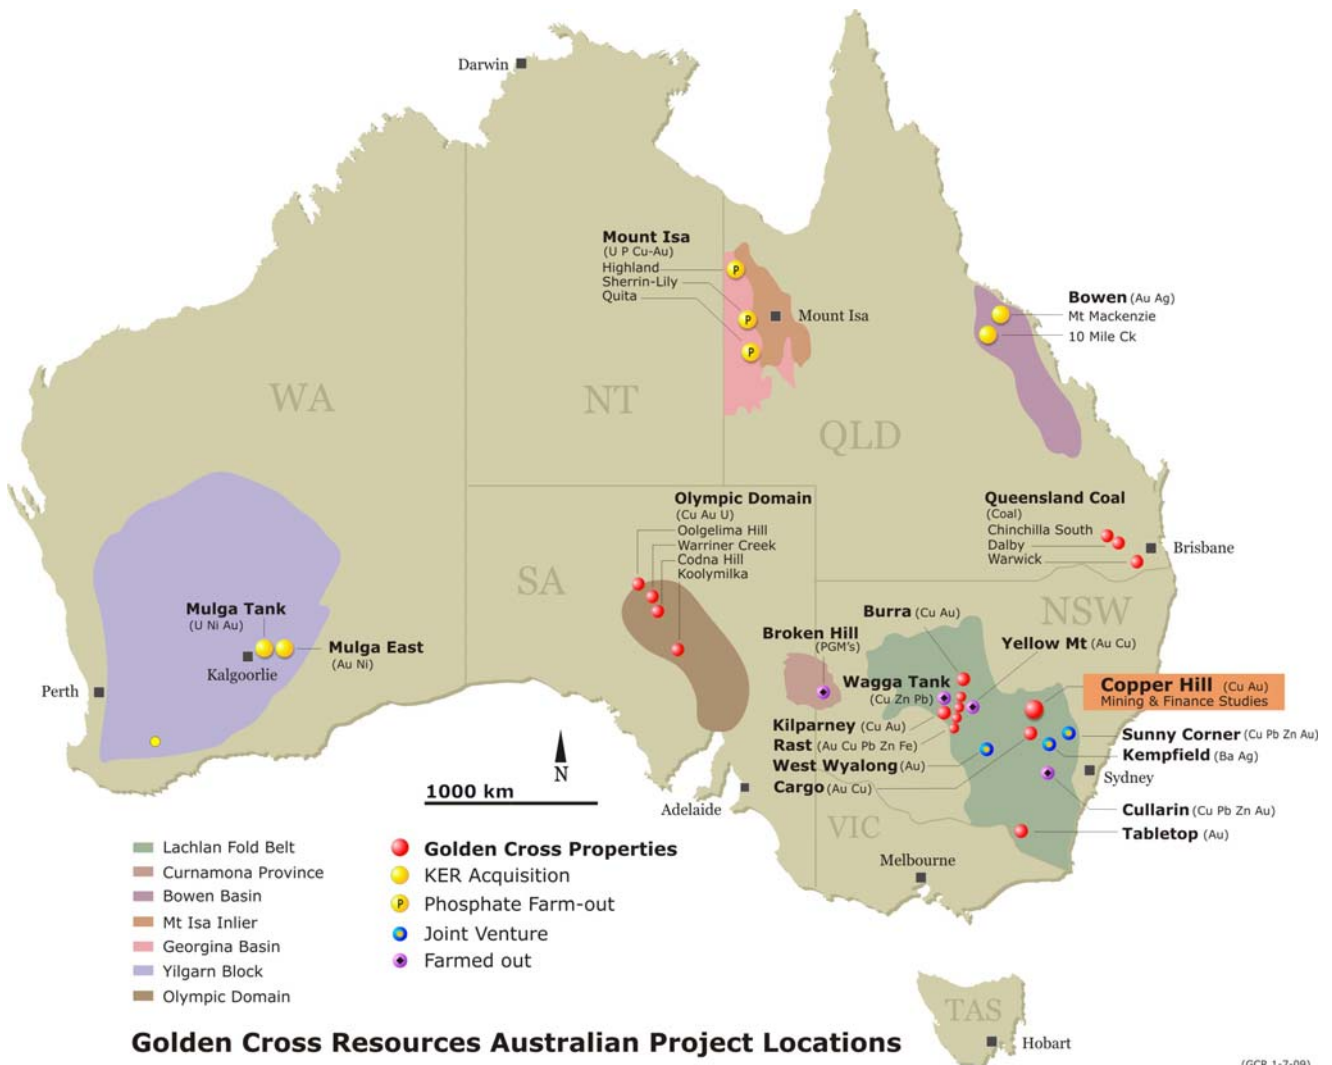 Darwin
Mount Isa
(U P Cu-Au)
Highland
Sherrin-Lily
Quita
P
P
P
Mount Isa
Bowen (Au Ag)
Mt Mackenzie
10 Mile Ck
WA
NT
QLD
Olympic Domain
(Cu Au U)
Oolgelima Hill
Warriner Creek
Codna Hill
Koolymilka
Queensland Coal
(Coal)
Chinchilla South
Dalby
Warwick
Brisbane
SA
NSW
Mulga Tank
(U Ni Au)
Kalgoorlie
Mulga East
(Au Ni)
Perth
Burra (Cu Au)
Broken Hill
(PGM's)
Yellow Mt (Au Cu)
Wagga Tank
(Cu Zn Pb)
Copper Hill (Cu Au)
Mining & Finance Studies
Kilparney (Cu Au)
Rast (Au Cu Pb Zn Fe)
West Wyalong (Au)
Cargo (Au Cu)
Sunny Corner (Cu Pb Zn Au)
Kempfield (Ba Ag)
Sydney
Cullarin (Cu Pb Zn Au)
Tabletop (Au)
N
1000 km
Adelaide
VIC
Melbourne
Lachlan Fold Belt
Curnamona Province
Bowen Basin
Mt Isa Inlier
Georgina Basin
Yilgarn Block
Olympic Domain
Golden Cross Properties
KER Acquisition
P Phosphate Farm-out
Joint Venture
Farmed out
TAS
Hobart
Golden Cross Resources Australian Project Locations
(GCR 1-7-09)